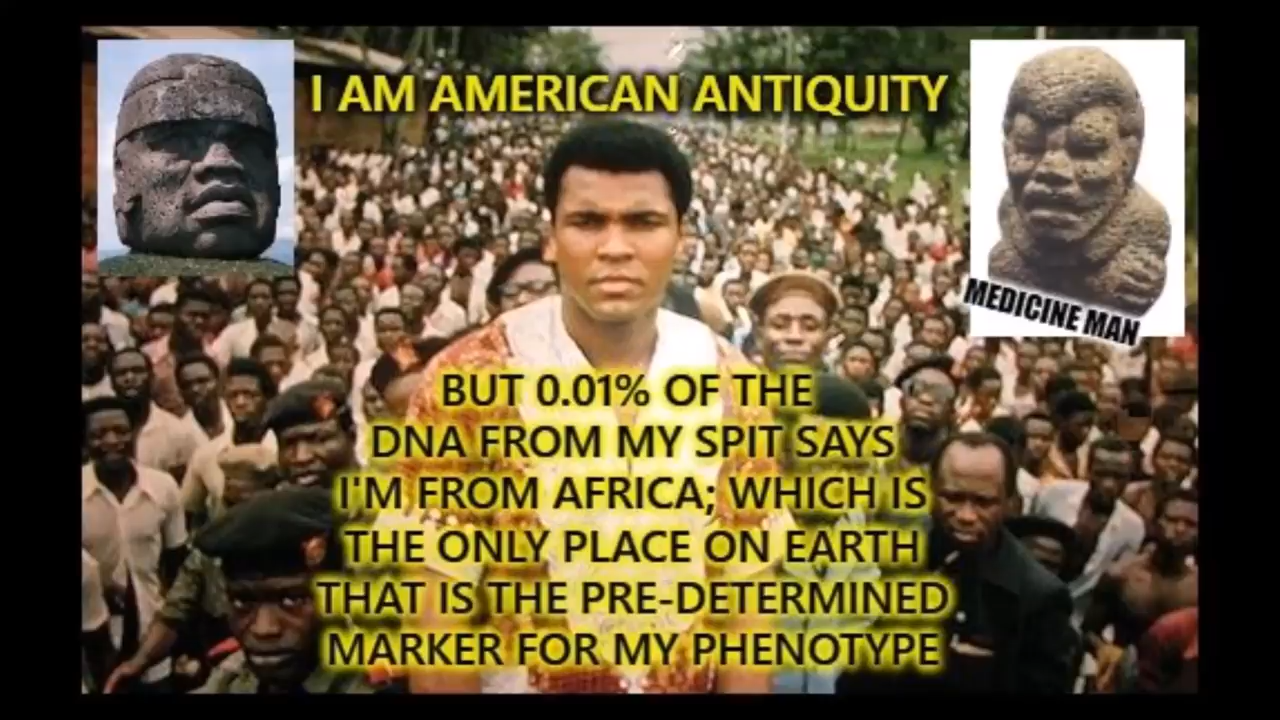 I AM AMERICAN ANTIQUITY
MEDICINE MAN
BUT 0.01% OF THE
DNA FROM MY SPIT SAYS
I'M FROM AFRICA; WHICH IS
THE ONLY PLACE ON EARTH
THAT IS THE PRE-DETERMINED
MARKER FOR MY PHENOTYPE